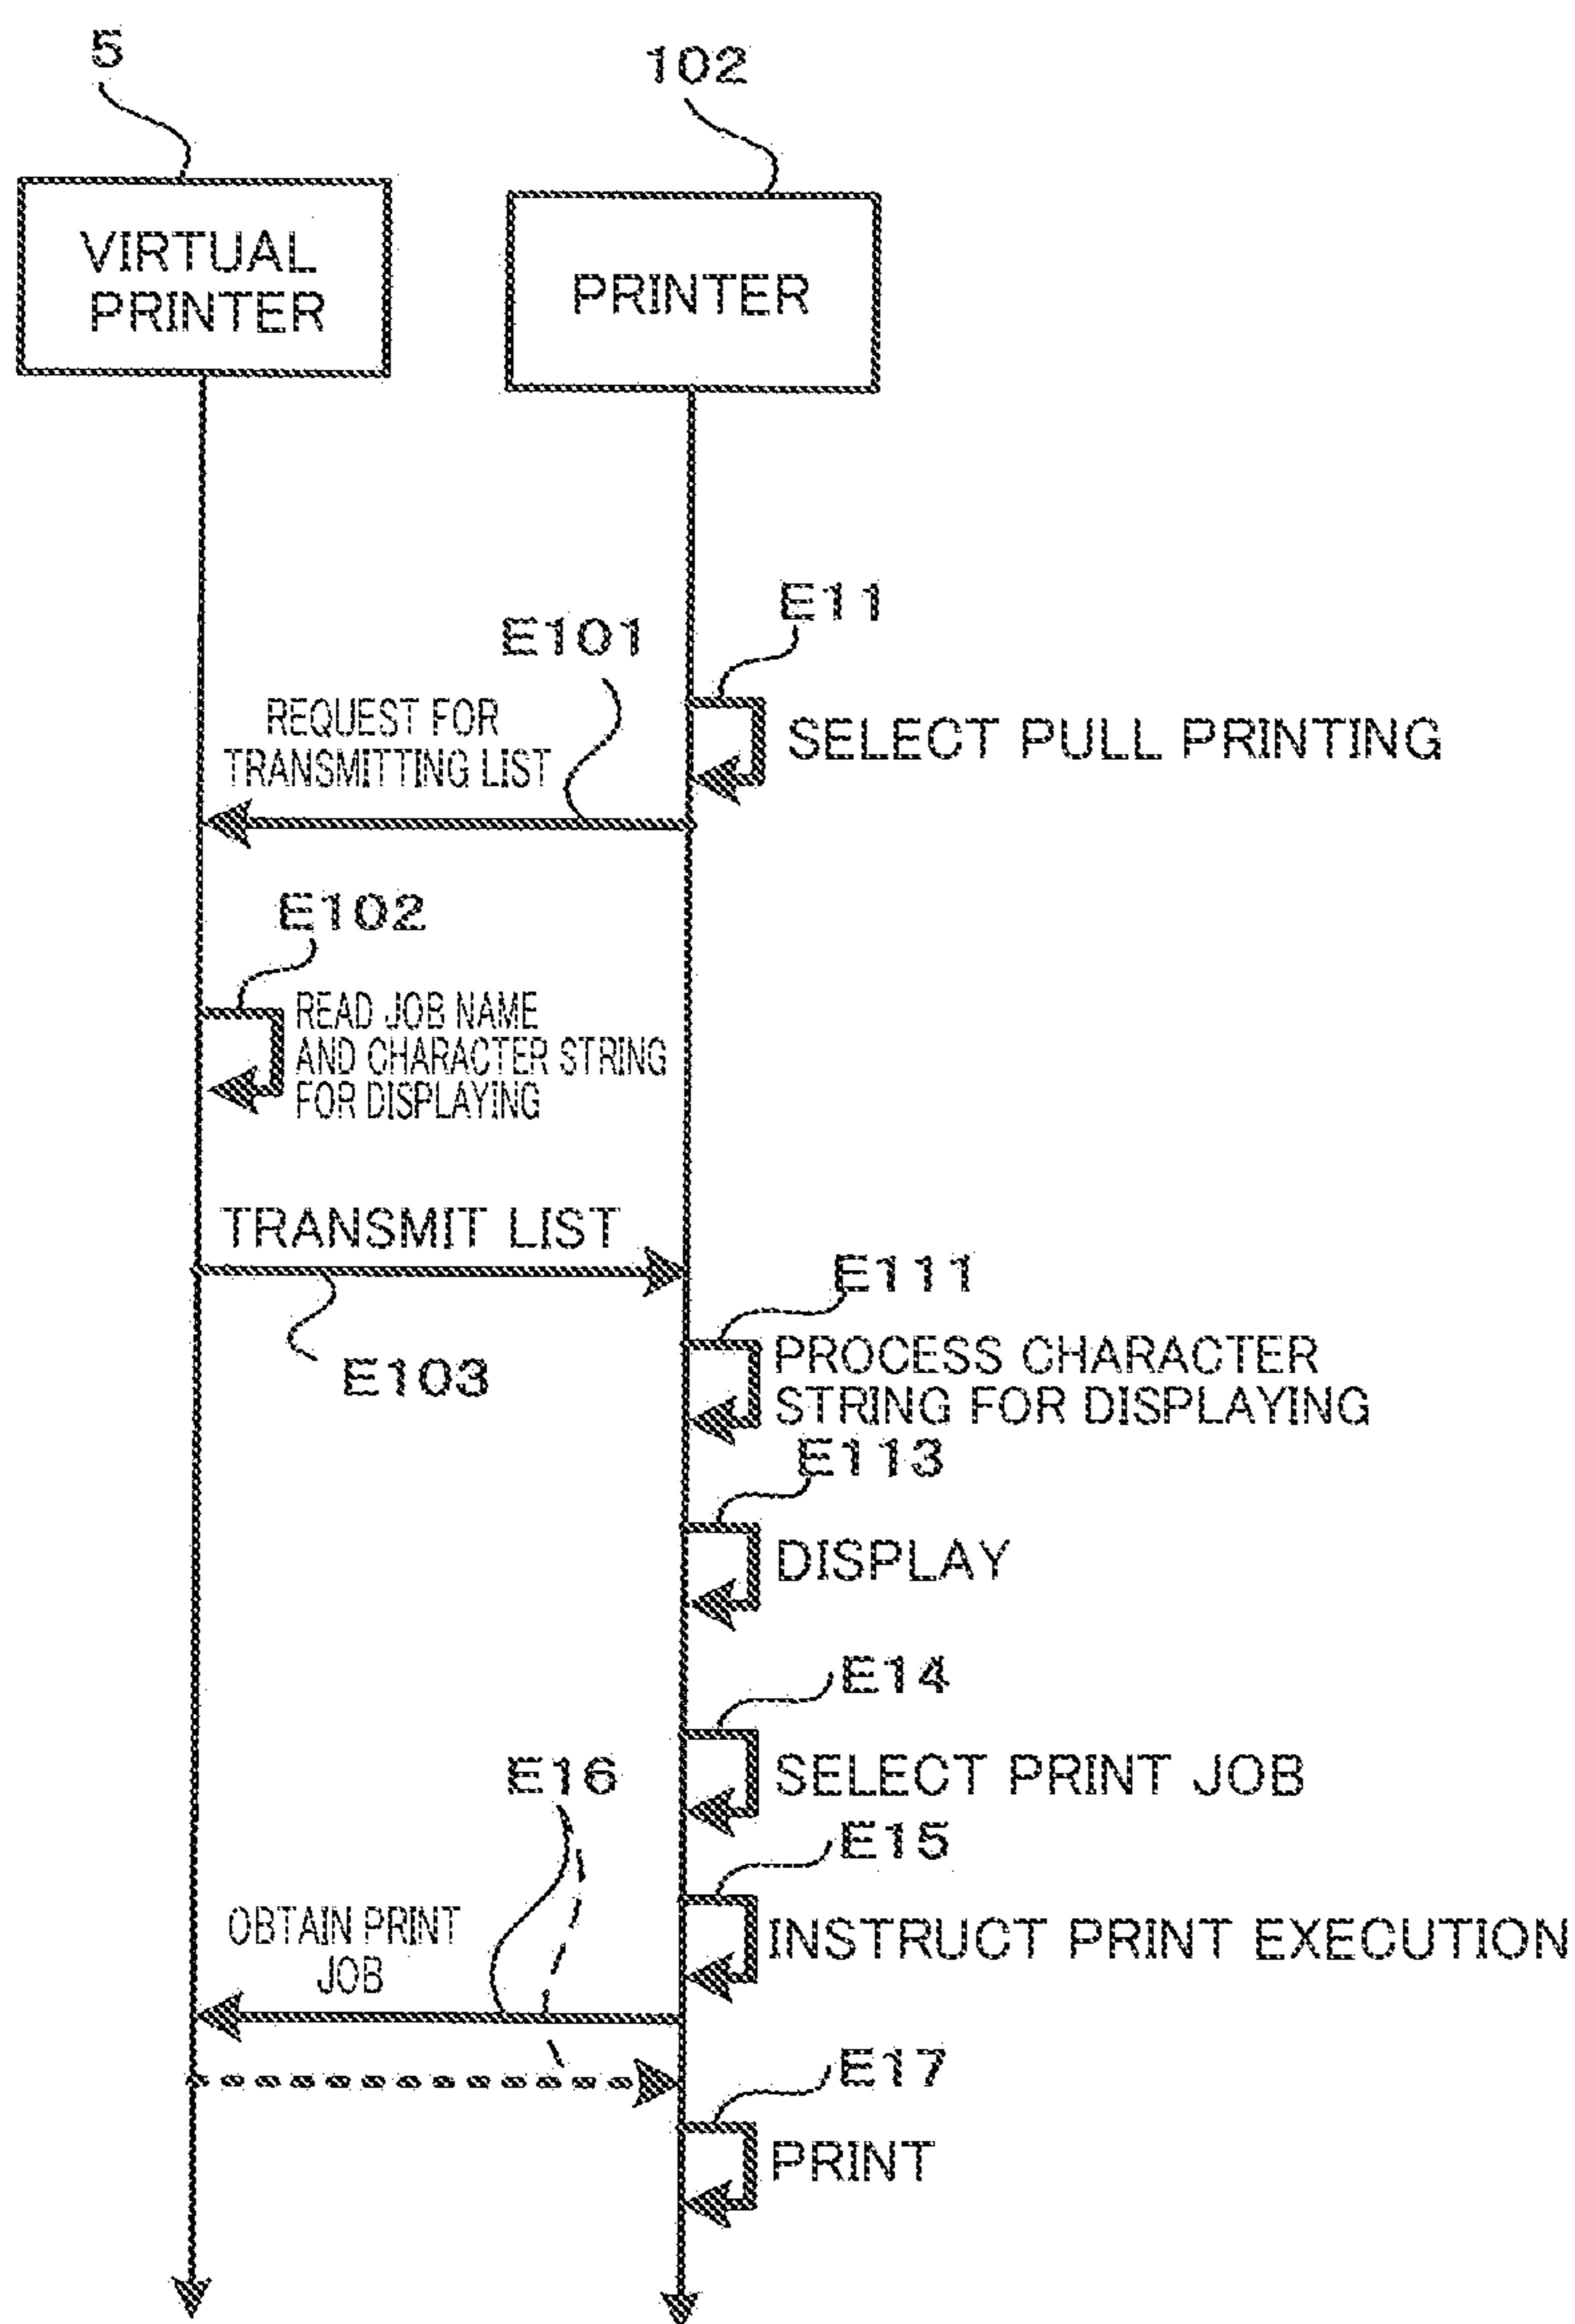 5
102
VIRTUAL
PRINTER
PRINTER
E11
E101
REQUEST FOR
TRANSMITTING LIST
SELECT PULL PRINTING
E102
READ JOB NAME
AND CHARACTER STRING
FOR DISPLAYING
TRANSMIT LIST
E103
E111
PROCESS CHARACTER
STRING FOR DISPLAYING
E113
DISPLAY
E14
SELECT PRINT JOB
E16
E15
OBTAIN PRINT
JOB
INSTRUCT PRINT EXECUTION
E17
PRINT